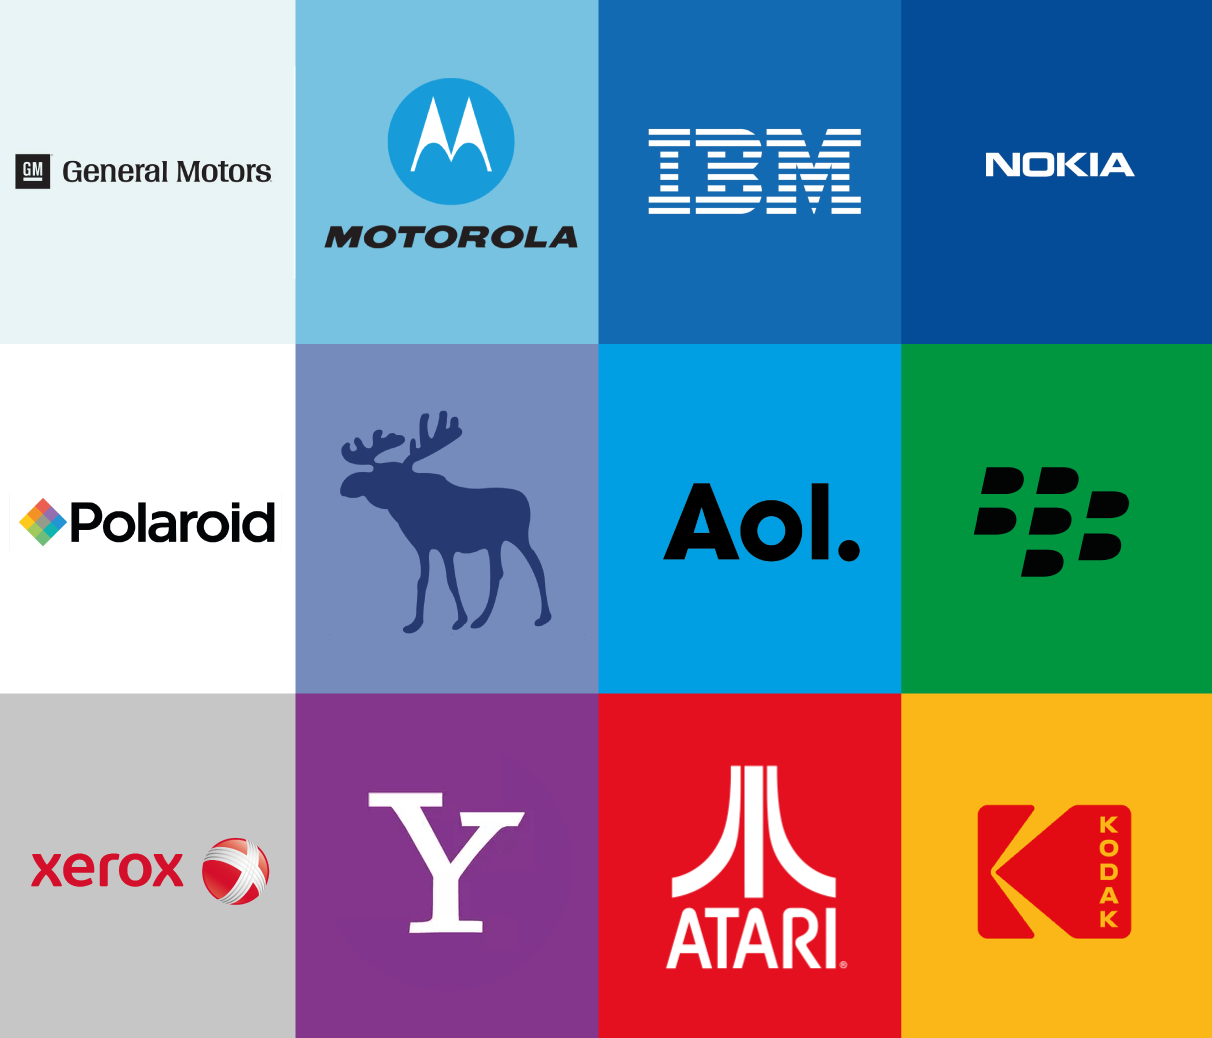 GM General Motors
MOTOROLA
IBM
NOKIA
Polaroid
Aol.
xerox
Y
ATARI
®
KODAK